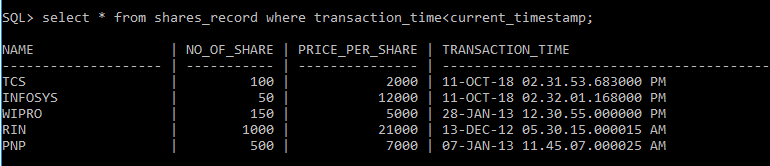 SQL> select * from shares_record where transaction_time<current_timestamp;
NAME | NO_OF_SHARE | PRICE_PER_SHARE | TRANSACTION_TIME
-------------------- | ----------- | --------------- | ----------------------------------------
TCS | 100 | 2000 | 11-OCT-18 02.31.53.683000 PM
INFOSYS | 50 | 12000 | 11-OCT-18 02.32.01.168000 PM
WIPRO | 150 | 5000 | 28-JAN-13 12.30.55.000000 PM
RIN | 1000 | 21000 | 13-DEC-12 05.30.15.000015 AM
PNP | 500 | 7000 | 07-JAN-13 11.45.07.000025 AM